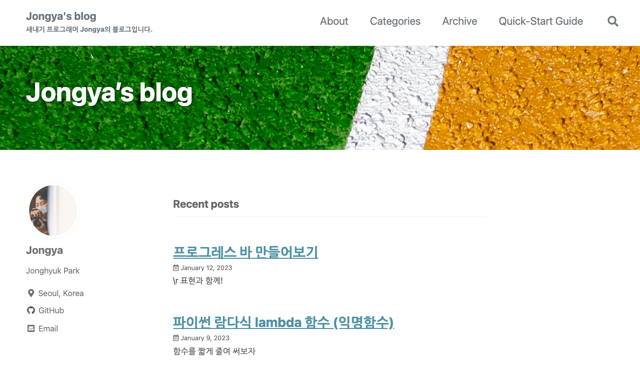 Jongya's blog
새내기 프로그래머 Jongya의 블로그입니다.
About
Categories
Archive
Quick-Start Guide
Jongya’s blog
Jongya
Jonghyuk Park
Seoul, Korea
GitHub
Email
Recent posts
프로그레스 바 만들어보기
January 12, 2023
\r 표현과 함께!
파이썬 람다식 lambda 함수 (익명함수)
January 9, 2023
함수를 짧게 줄여 써보자